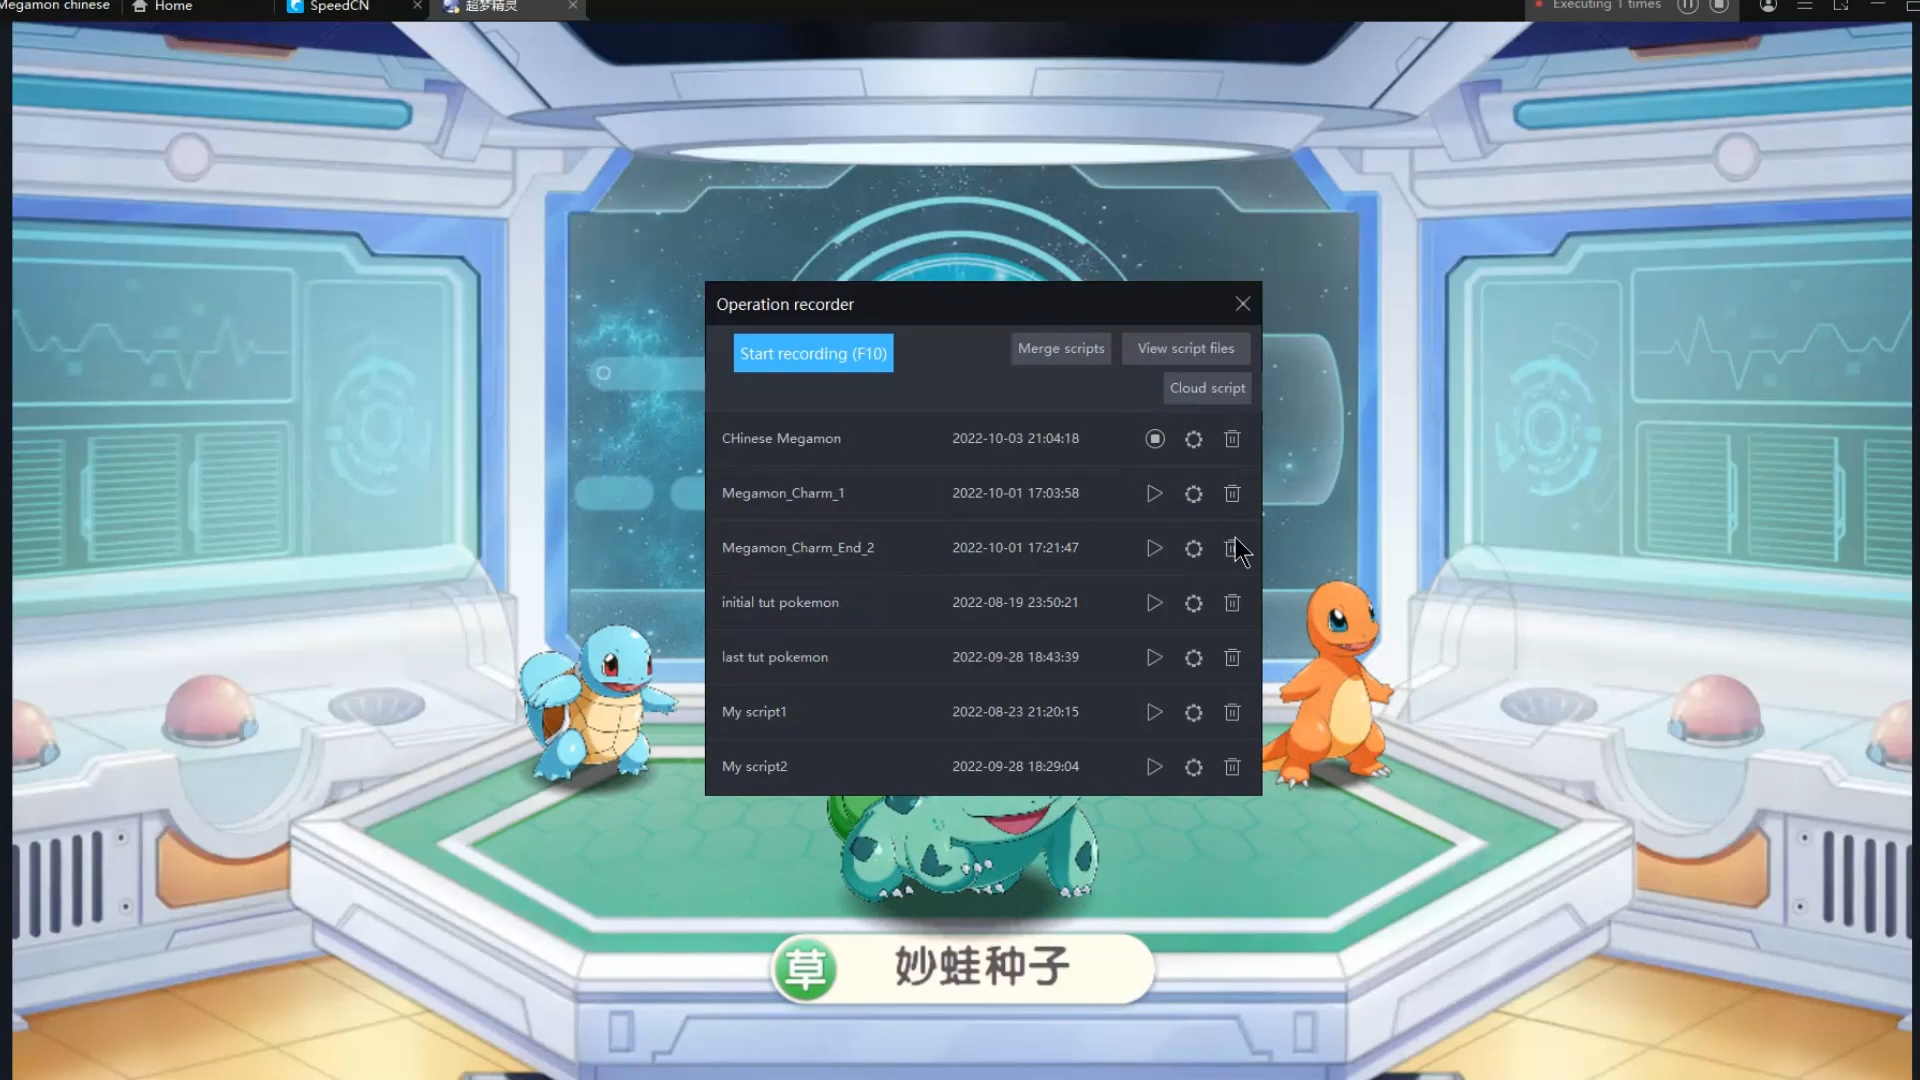 Megamon chinese
Home
SpeedCN
超梦精灵
Executing 1 times
Operation recorder
Start recording (F10)
Merge scripts
View script files
Cloud script
CHinese Megamon 2022-10-03 21:04:18
Megamon_Charm_1 2022-10-01 17:03:58
Megamon_Charm_End_2 2022-10-01 17:21:47
initial tut pokemon 2022-08-19 23:50:21
last tut pokemon 2022-09-28 18:43:39
My script1 2022-08-23 21:20:15
My script2 2022-09-28 18:29:04
草 妙蛙种子